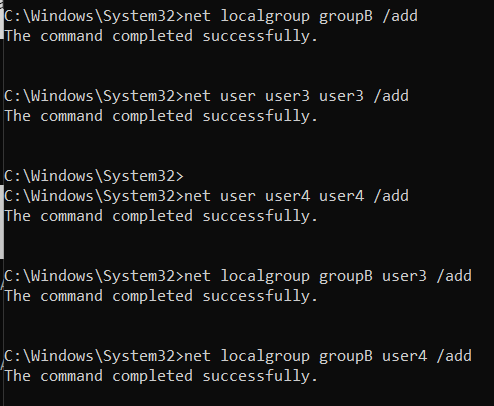 C:\Windows\System32>net localgroup groupB /add
The command completed successfully.
C:\Windows\System32>net user user3 user3 /add
The command completed successfully.
C:\Windows\System32>
C:\Windows\System32>net user user4 user4 /add
The command completed successfully.
C:\Windows\System32>net localgroup groupB user3 /add
The command completed successfully.
C:\Windows\System32>net localgroup groupB user4 /add
The command completed successfully.